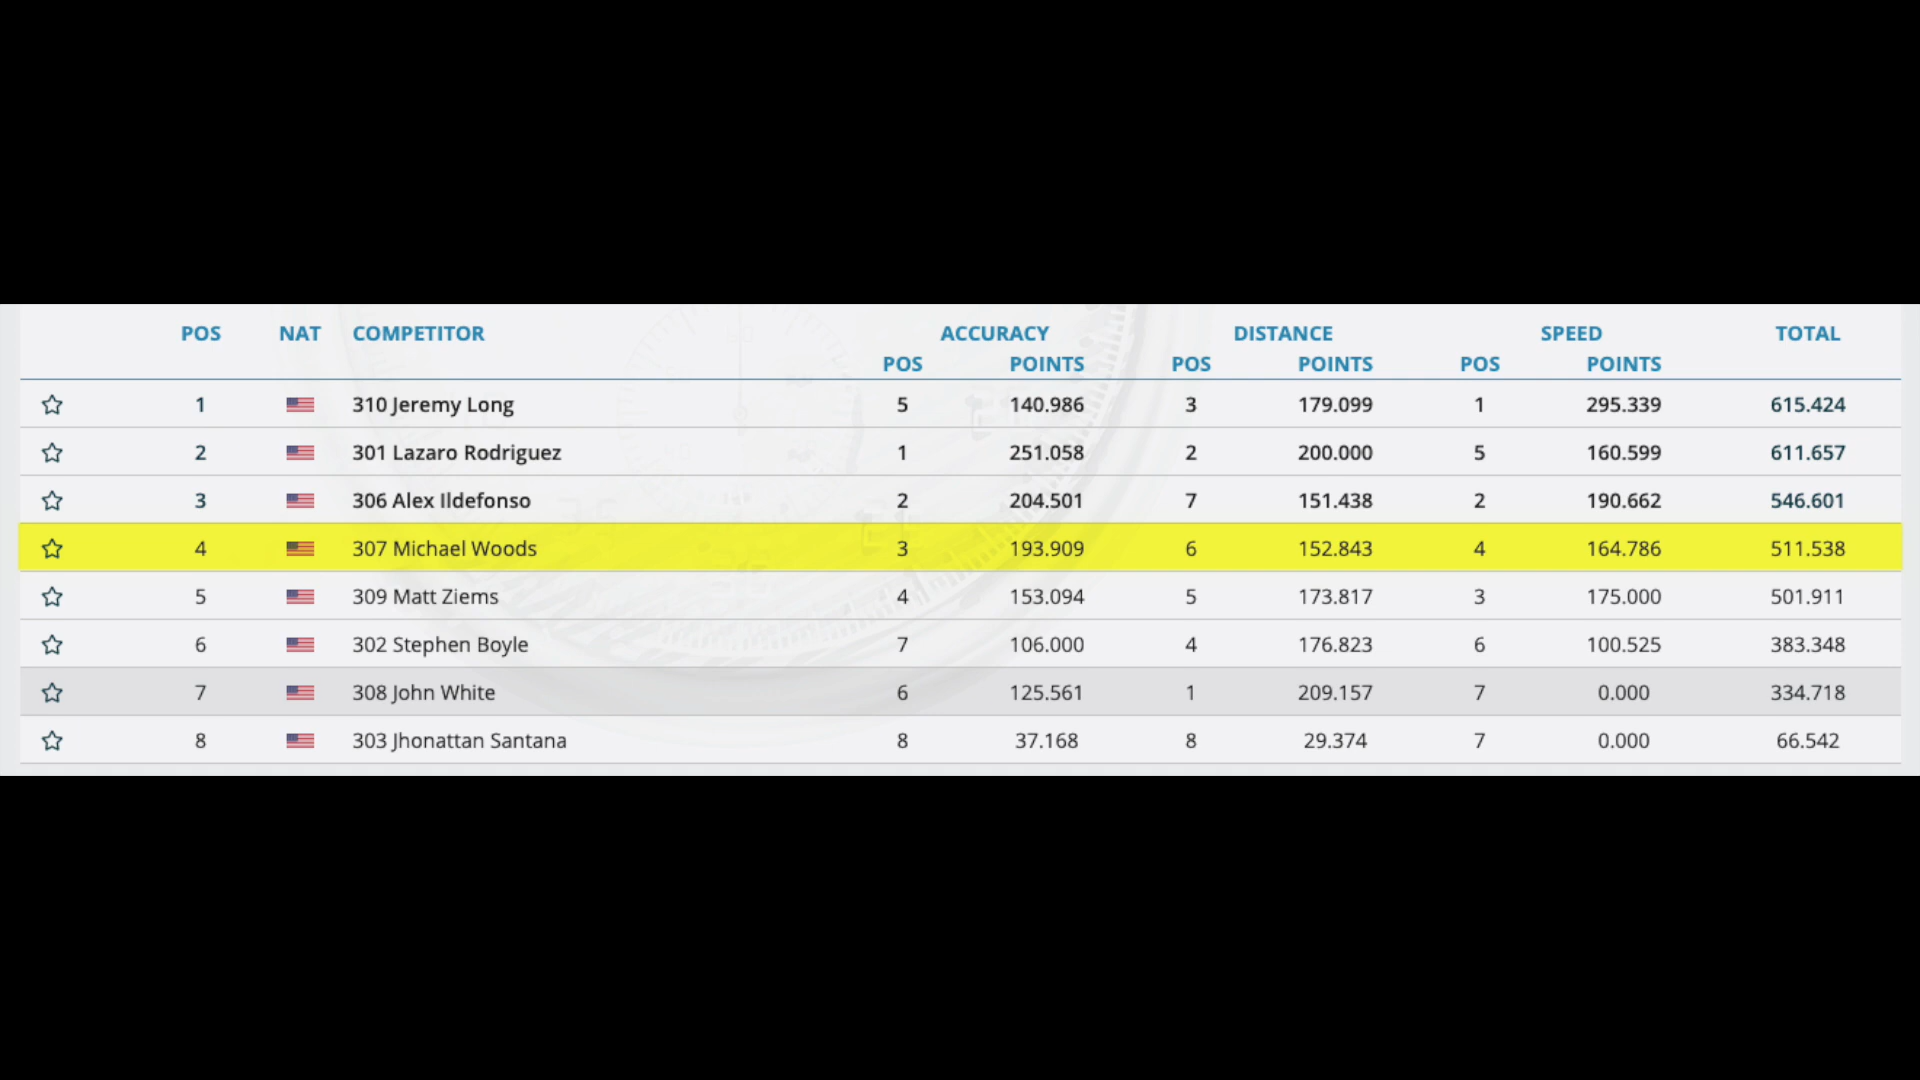 POS NAT COMPETITOR ACCURACY DISTANCE SPEED TOTAL
POS POINTS POS POINTS POS POINTS
1 310 Jeremy Long 5 140.986 3 179.099 1 295.339 615.424
2 301 Lazaro Rodriguez 1 251.058 2 200.000 5 160.599 611.657
3 306 Alex Ildefonso 2 204.501 7 151.438 2 190.662 546.601
4 307 Michael Woods 3 193.909 6 152.843 4 164.786 511.538
5 309 Matt Ziems 4 153.094 5 173.817 3 175.000 501.911
6 302 Stephen Boyle 7 106.000 4 176.823 6 100.525 383.348
7 308 John White 6 125.561 1 209.157 7 0.000 334.718
8 303 Jhonattan Santana 8 37.168 8 29.374 7 0.000 66.542